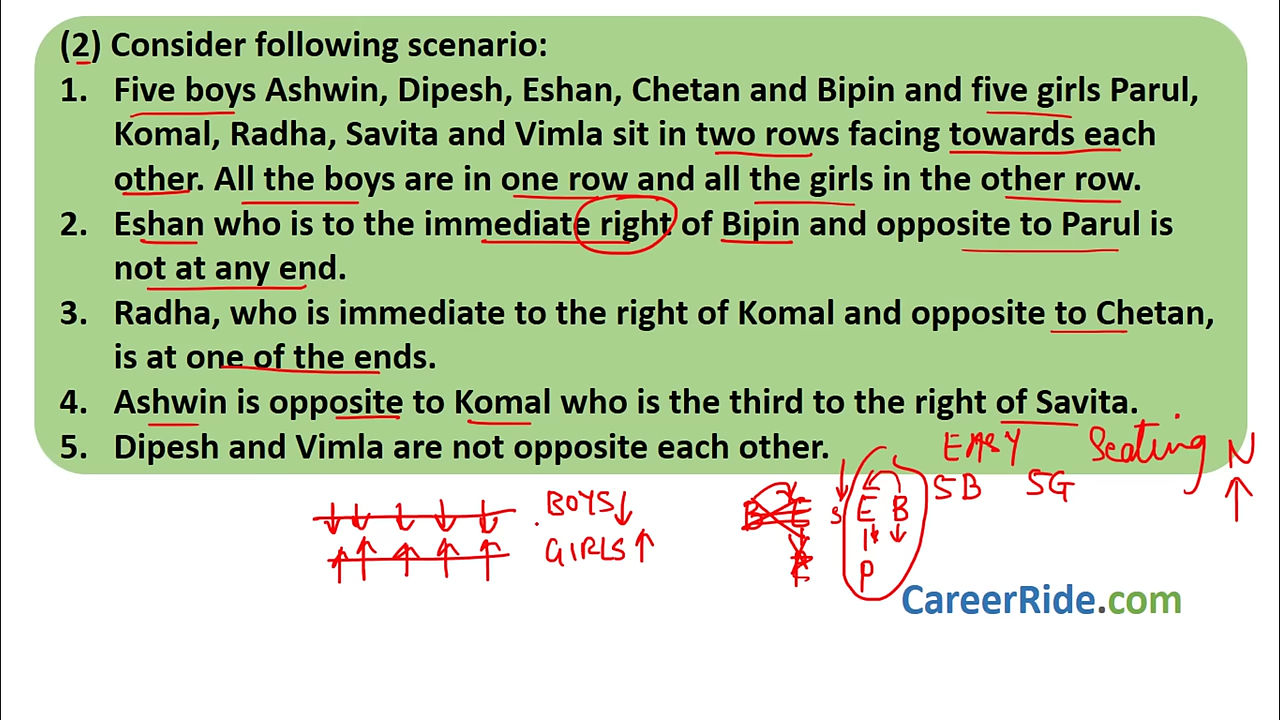 (2) Consider following scenario:
1. Five boys Ashwin, Dipesh, Eshan, Chetan and Bipin and five girls Parul,
Komal, Radha, Savita and Vimla sit in two rows facing towards each
other. All the boys are in one row and all the girls in the other row.
2. Eshan who is to the immediate right of Bipin and opposite to Parul is
not at any end.
3. Radha, who is immediate to the right of Komal and opposite to Chetan,
is at one of the ends.
4. Ashwin is opposite to Komal who is the third to the right of Savita.
5. Dipesh and Vimla are not opposite each other.
EASY Seating N
5B 5G
BOYS
GIRLS
S E B
P
CareerRide.com